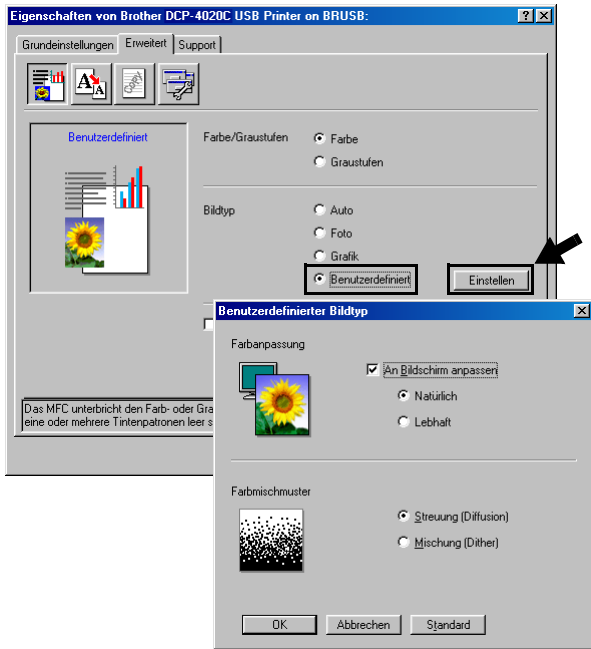 Eigenschaften von Brother DCP-4020C USB Printer on BRUSB:
Grundeinstellungen Erweitert Support
Copy
Benutzerdefiniert
Farbe/Graustufen
Farbe
Graustufen
Bildtyp
Auto
Foto
Grafik
Benutzerdefiniert
Einstellen
Das MFC unterbricht den Farb- oder Gra
eine oder mehrere Tintenpatronen leer s
Benutzerdefinierter Bildtyp
Farbanpassung
An Bildschirm anpassen
Natürlich
Lebhaft
Farbmischmuster
Streuung (Diffusion)
Mischung (Dither)
OK Abbrechen Standard